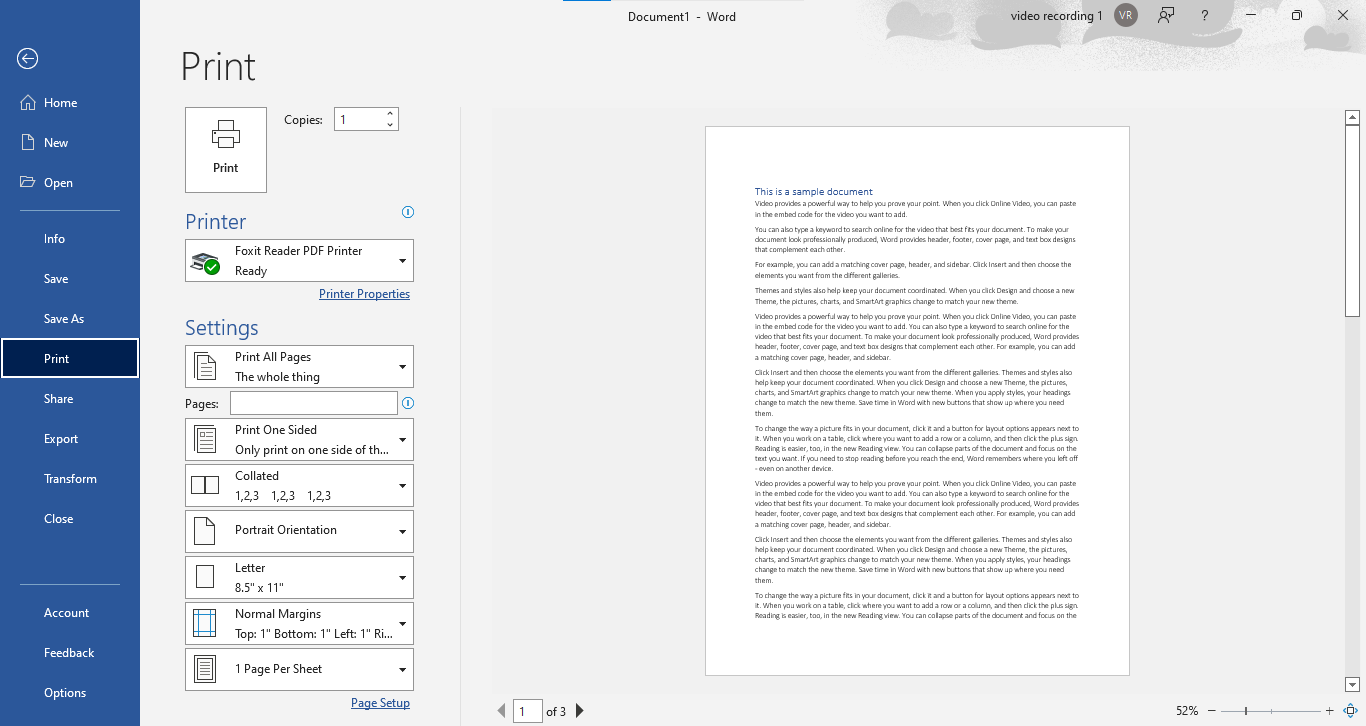 Document1 - Word
video recording 1
VR
?
Home
New
Open
Info
Save
Save As
Print
Share
Export
Transform
Close
Account
Feedback
Options
Print
Print
Copies:
1
Printer
Foxit Reader PDF Printer
Ready
Printer Properties
Settings
Print All Pages
The whole thing
Pages:
Print One Sided
Only print on one side of th...
Collated
1,2,3 1,2,3 1,2,3
Portrait Orientation
Letter
8.5" x 11"
Normal Margins
Top: 1" Bottom: 1" Left: 1" Ri...
1 Page Per Sheet
Page Setup
This is a sample document
Video provides a powerful way to help you prove your point. When you click Online Video, you can paste
in the embed code for the video you want to add.
You can also type a keyword to search online for the video that best fits your document. To make your
document look professionally produced, Word provides header, footer, cover page, and text box designs
that complement each other.
For example, you can add a matching cover page, header, and sidebar. Click Insert and then choose the
elements you want from the different galleries.
Themes and styles also help keep your document coordinated. When you click Design and choose a new
Theme, the pictures, charts, and SmartArt graphics change to match your new theme.
Video provides a powerful way to help you prove your point. When you click Online Video, you can paste
in the embed code for the video you want to add. You can also type a keyword to search online for the
video that best fits your document. To make your document look professionally produced, Word provides
header, footer, cover page, and text box designs that complement each other. For example, you can add
a matching cover page, header, and sidebar.
Click Insert and then choose the elements you want from the different galleries. Themes and styles also
help keep your document coordinated. When you click Design and choose a new Theme, the pictures,
charts, and SmartArt graphics change to match your new theme. When you apply styles, your headings
change to match the new theme. Save time in Word with new buttons that show up where you need
them.
To change the way a picture fits in your document, click it and a button for layout options appears next to
it. When you work on a table, click where you want to add a row or a column, and then click the plus sign.
Reading is easier, too, in the new Reading view. You can collapse parts of the document and focus on the
text you want. If you need to stop reading before you reach the end, Word remembers where you left off
- even on another device.
Video provides a powerful way to help you prove your point. When you click Online Video, you can paste
in the embed code for the video you want to add. You can also type a keyword to search online for the
video that best fits your document. To make your document look professionally produced, Word provides
header, footer, cover page, and text box designs that complement each other. For example, you can add
a matching cover page, header, and sidebar.
Click Insert and then choose the elements you want from the different galleries. Themes and styles also
help keep your document coordinated. When you click Design and choose a new Theme, the pictures,
charts, and SmartArt graphics change to match your new theme. When you apply styles, your headings
change to match the new theme. Save time in Word with new buttons that show up where you need
them.
To change the way a picture fits in your document, click it and a button for layout options appears next to
it. When you work on a table, click where you want to add a row or a column, and then click the plus sign.
Reading is easier, too, in the new Reading view. You can collapse parts of the document and focus on the
1 of 3
52%